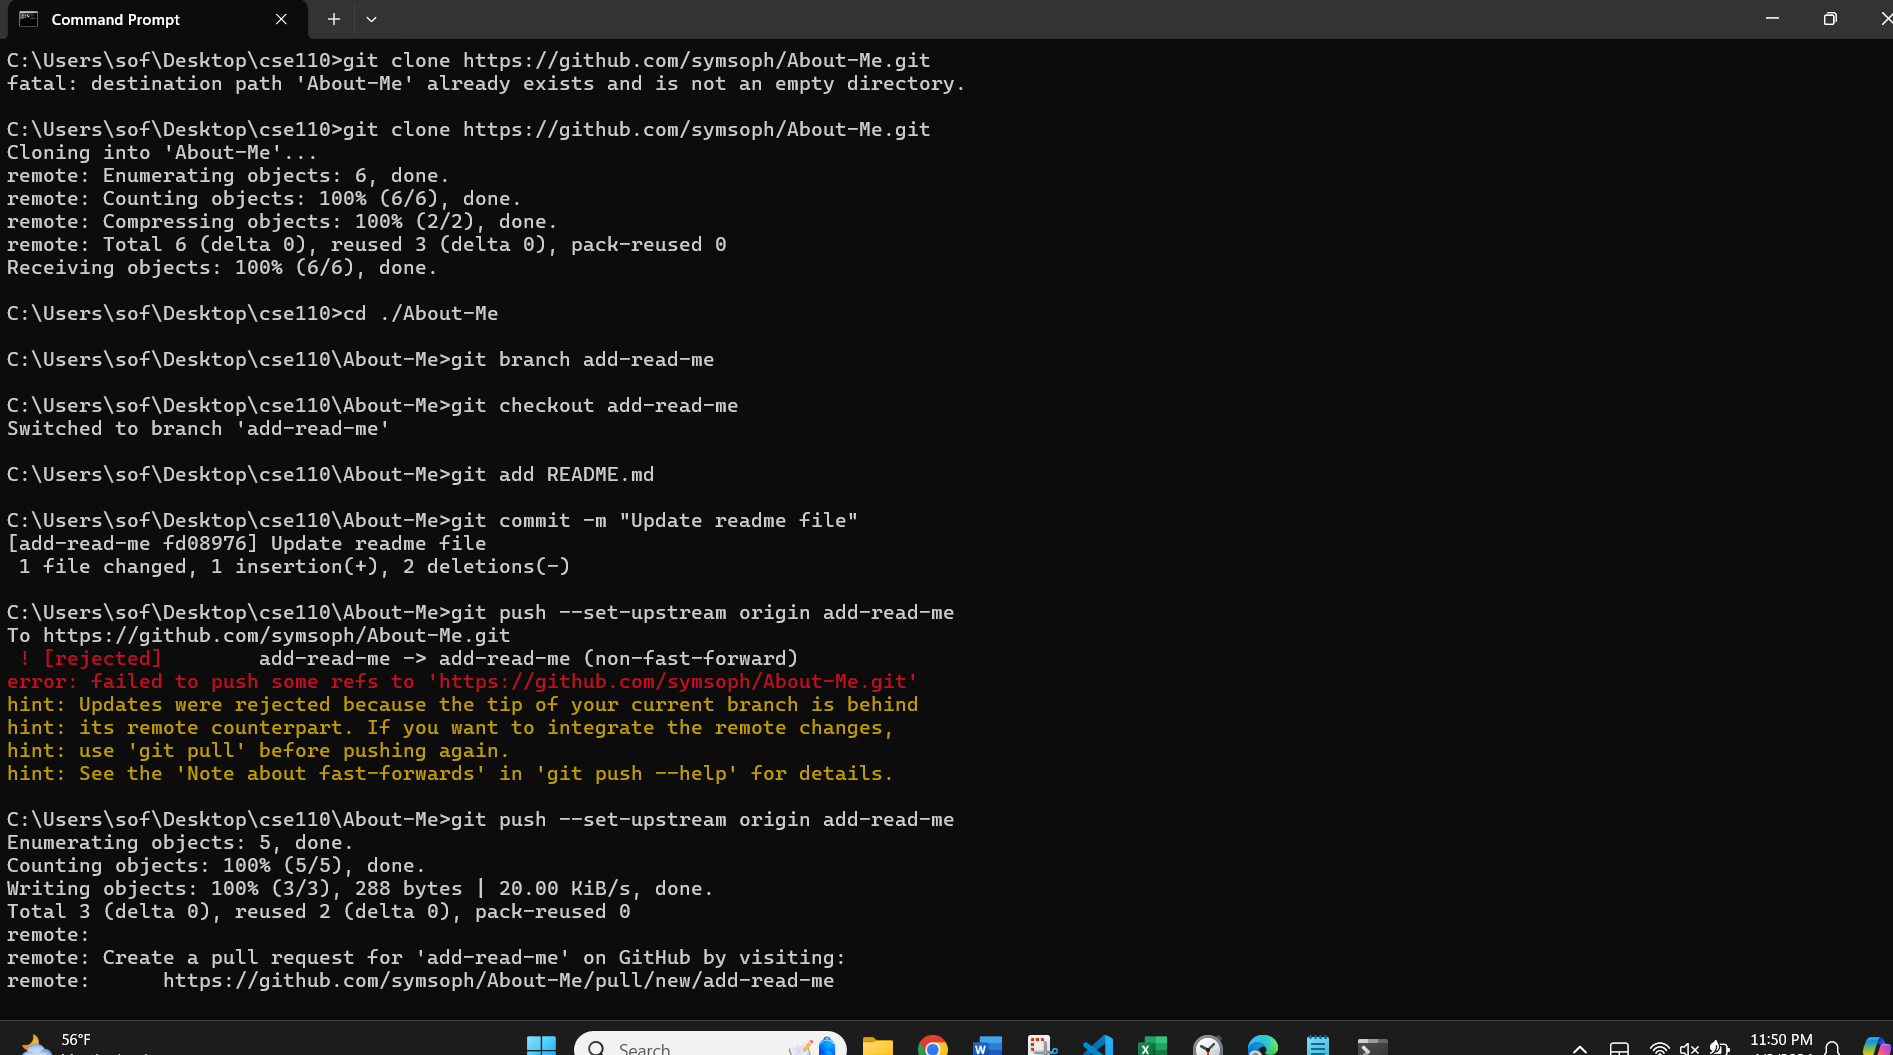 Command Prompt
C:\Users\sof\Desktop\cse110>git clone https://github.com/symsoph/About-Me.git
fatal: destination path 'About-Me' already exists and is not an empty directory.
C:\Users\sof\Desktop\cse110>git clone https://github.com/symsoph/About-Me.git
Cloning into 'About-Me'...
remote: Enumerating objects: 6, done.
remote: Counting objects: 100% (6/6), done.
remote: Compressing objects: 100% (2/2), done.
remote: Total 6 (delta 0), reused 3 (delta 0), pack-reused 0
Receiving objects: 100% (6/6), done.
C:\Users\sof\Desktop\cse110>cd ./About-Me
C:\Users\sof\Desktop\cse110\About-Me>git branch add-read-me
C:\Users\sof\Desktop\cse110\About-Me>git checkout add-read-me
Switched to branch 'add-read-me'
C:\Users\sof\Desktop\cse110\About-Me>git add README.md
C:\Users\sof\Desktop\cse110\About-Me>git commit -m "Update readme file"
[add-read-me fd08976] Update readme file
 1 file changed, 1 insertion(+), 2 deletions(-)
C:\Users\sof\Desktop\cse110\About-Me>git push --set-upstream origin add-read-me
To https://github.com/symsoph/About-Me.git
 ! [rejected]        add-read-me -> add-read-me (non-fast-forward)
error: failed to push some refs to 'https://github.com/symsoph/About-Me.git'
hint: Updates were rejected because the tip of your current branch is behind
hint: its remote counterpart. If you want to integrate the remote changes,
hint: use 'git pull' before pushing again.
hint: See the 'Note about fast-forwards' in 'git push --help' for details.
C:\Users\sof\Desktop\cse110\About-Me>git push --set-upstream origin add-read-me
Enumerating objects: 5, done.
Counting objects: 100% (5/5), done.
Writing objects: 100% (3/3), 288 bytes | 20.00 KiB/s, done.
Total 3 (delta 0), reused 2 (delta 0), pack-reused 0
remote:
remote: Create a pull request for 'add-read-me' on GitHub by visiting:
remote:      https://github.com/symsoph/About-Me/pull/new/add-read-me
56°F
Search
11:50 PM